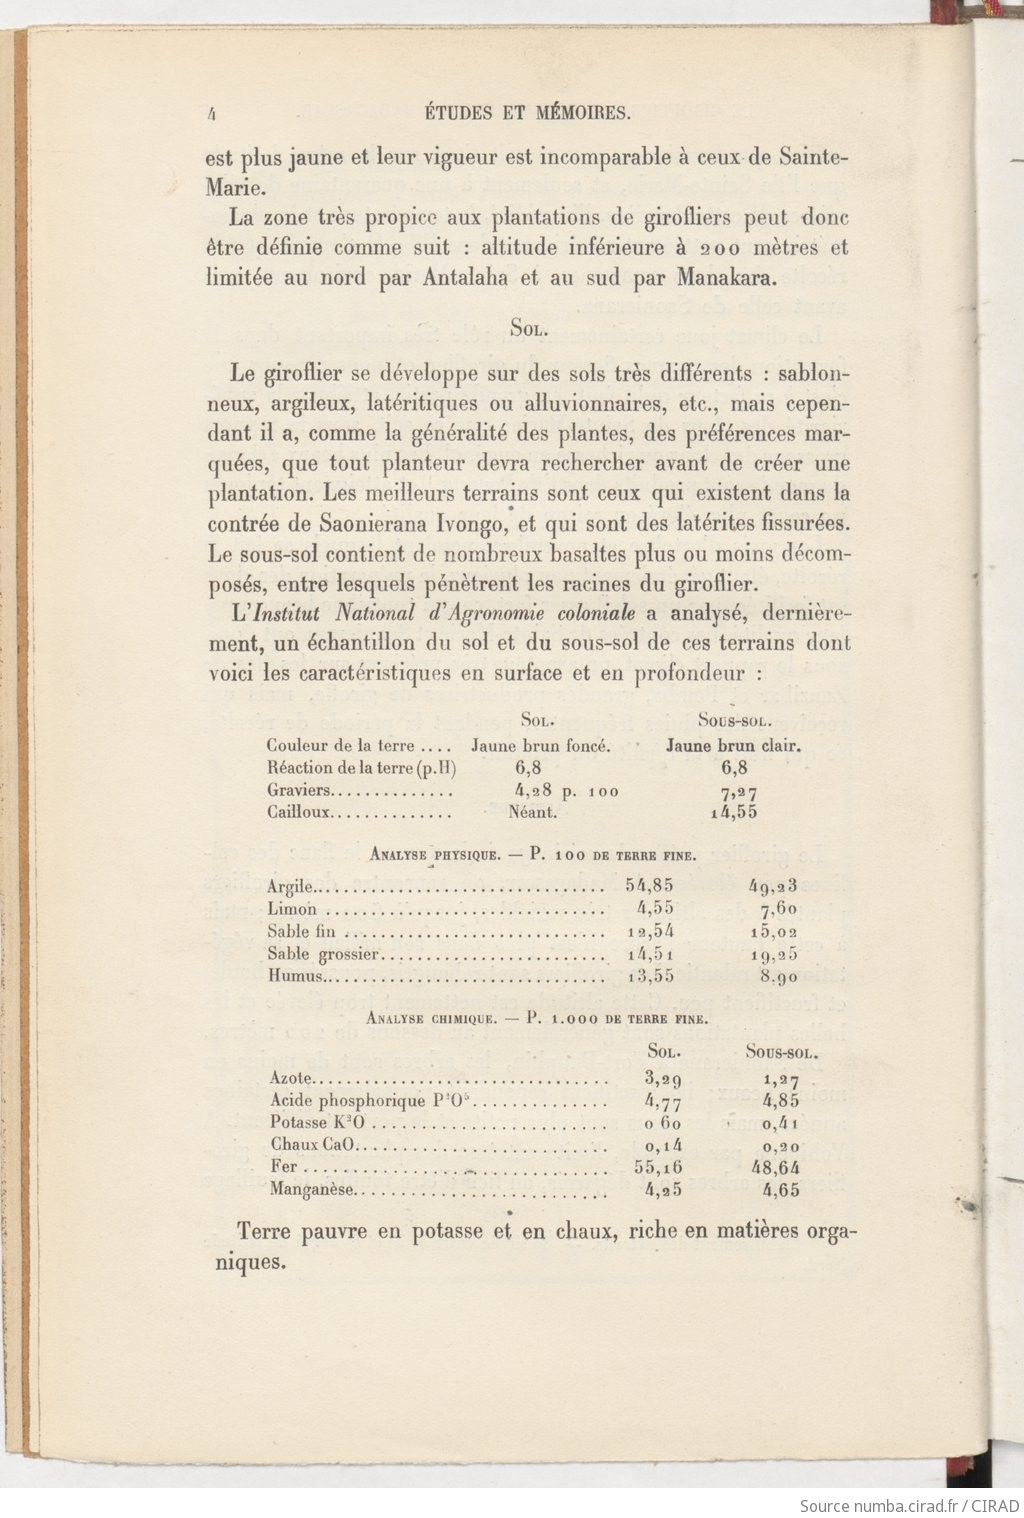 4 ÉTUDES ET MÉMOIRES.
est plus jaune et leur vigueur est incomparable à ceux de Sainte-
Marie.
La zone très propice aux plantations de girofliers peut donc
être définie comme suit : altitude inférieure à 200 mètres et
limitée au nord par Antalaha et au sud par Manakara.
SOL.
Le giroflier se développe sur des sols très différents : sablon-
neux, argileux, latéritiques ou alluvionnaires, etc., mais cepen-
dant il a, comme la généralité des plantes, des préférences mar-
quées, que tout planteur devra rechercher avant de créer une
plantation. Les meilleurs terrains sont ceux qui existent dans la
contrée de Saonierana Ivongo, et qui sont des latérites fissurées.
Le sous-sol contient de nombreux basaltes plus ou moins décom-
posés, entre lesquels pénètrent les racines du giroflier.
L'Institut National d'Agronomie coloniale a analysé, dernière-
ment, un échantillon du sol et du sous-sol de ces terrains dont
voici les caractéristiques en surface et en profondeur :
SOL. SOUS-SOL.
Couleur de la terre .... Jaune brun foncé. Jaune brun clair.
Réaction de la terre (p.H) 6,8 6,8
Graviers.............. 4,28 p. 100 7,27
Cailloux.............. Néant. 14,55
ANALYSE PHYSIQUE. — P. 100 DE TERRE FINE.
Argile................................ 54,85 49,23
Limon .............................. 4,55 7,60
Sable fin ............................ 12,54 15,02
Sable grossier......................... 14,51 19,25
Humus............................... 13,55 8.90
ANALYSE CHIMIQUE. — P. 1.000 DE TERRE FINE.
SOL. SOUS-SOL.
Azote................................ 3,29 1,27
Acide phosphorique P²O⁵.............. 4,77 4,85
Potasse K²O ........................ 0 60 0,41
Chaux CaO.......................... 0,14 0,20
Fer ................................ 55,16 48,64
Manganèse.......................... 4,25 4,65
Terre pauvre en potasse et en chaux, riche en matières orga-
niques.
Source numba.cirad.fr / CIRAD